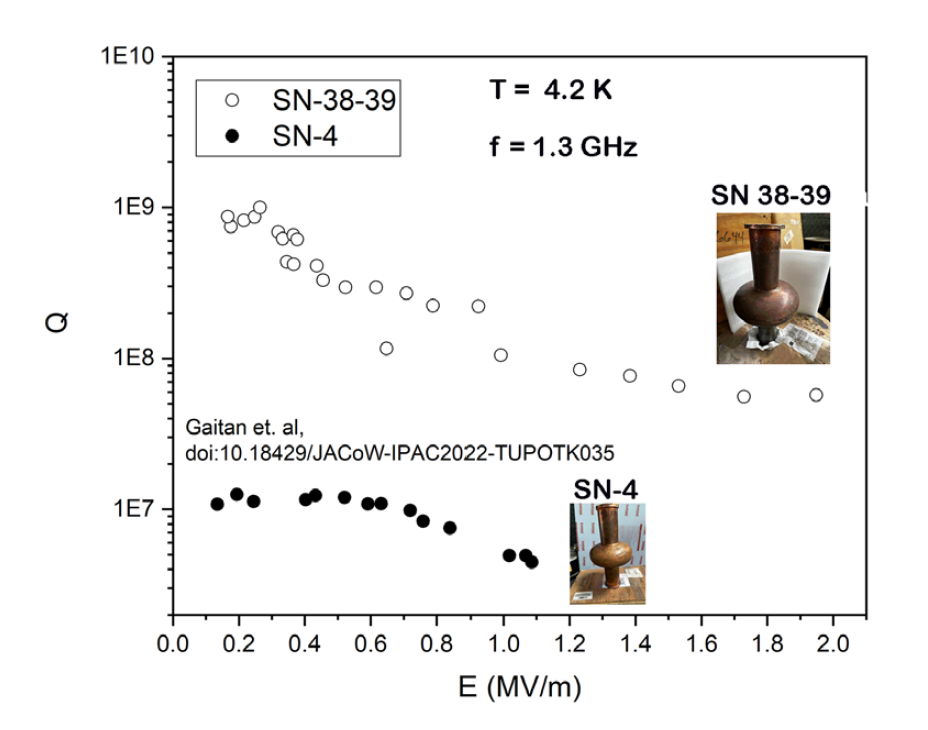 1E10
SN-38-39
SN-4
T = 4.2 K
f = 1.3 GHz
1E9
SN 38-39
Q
1E8
Gaitan et. al,
doi:10.18429/JACoW-IPAC2022-TUPOTK035
SN-4
1E7
0.0 0.2 0.4 0.6 0.8 1.0 1.2 1.4 1.6 1.8 2.0
E (MV/m)